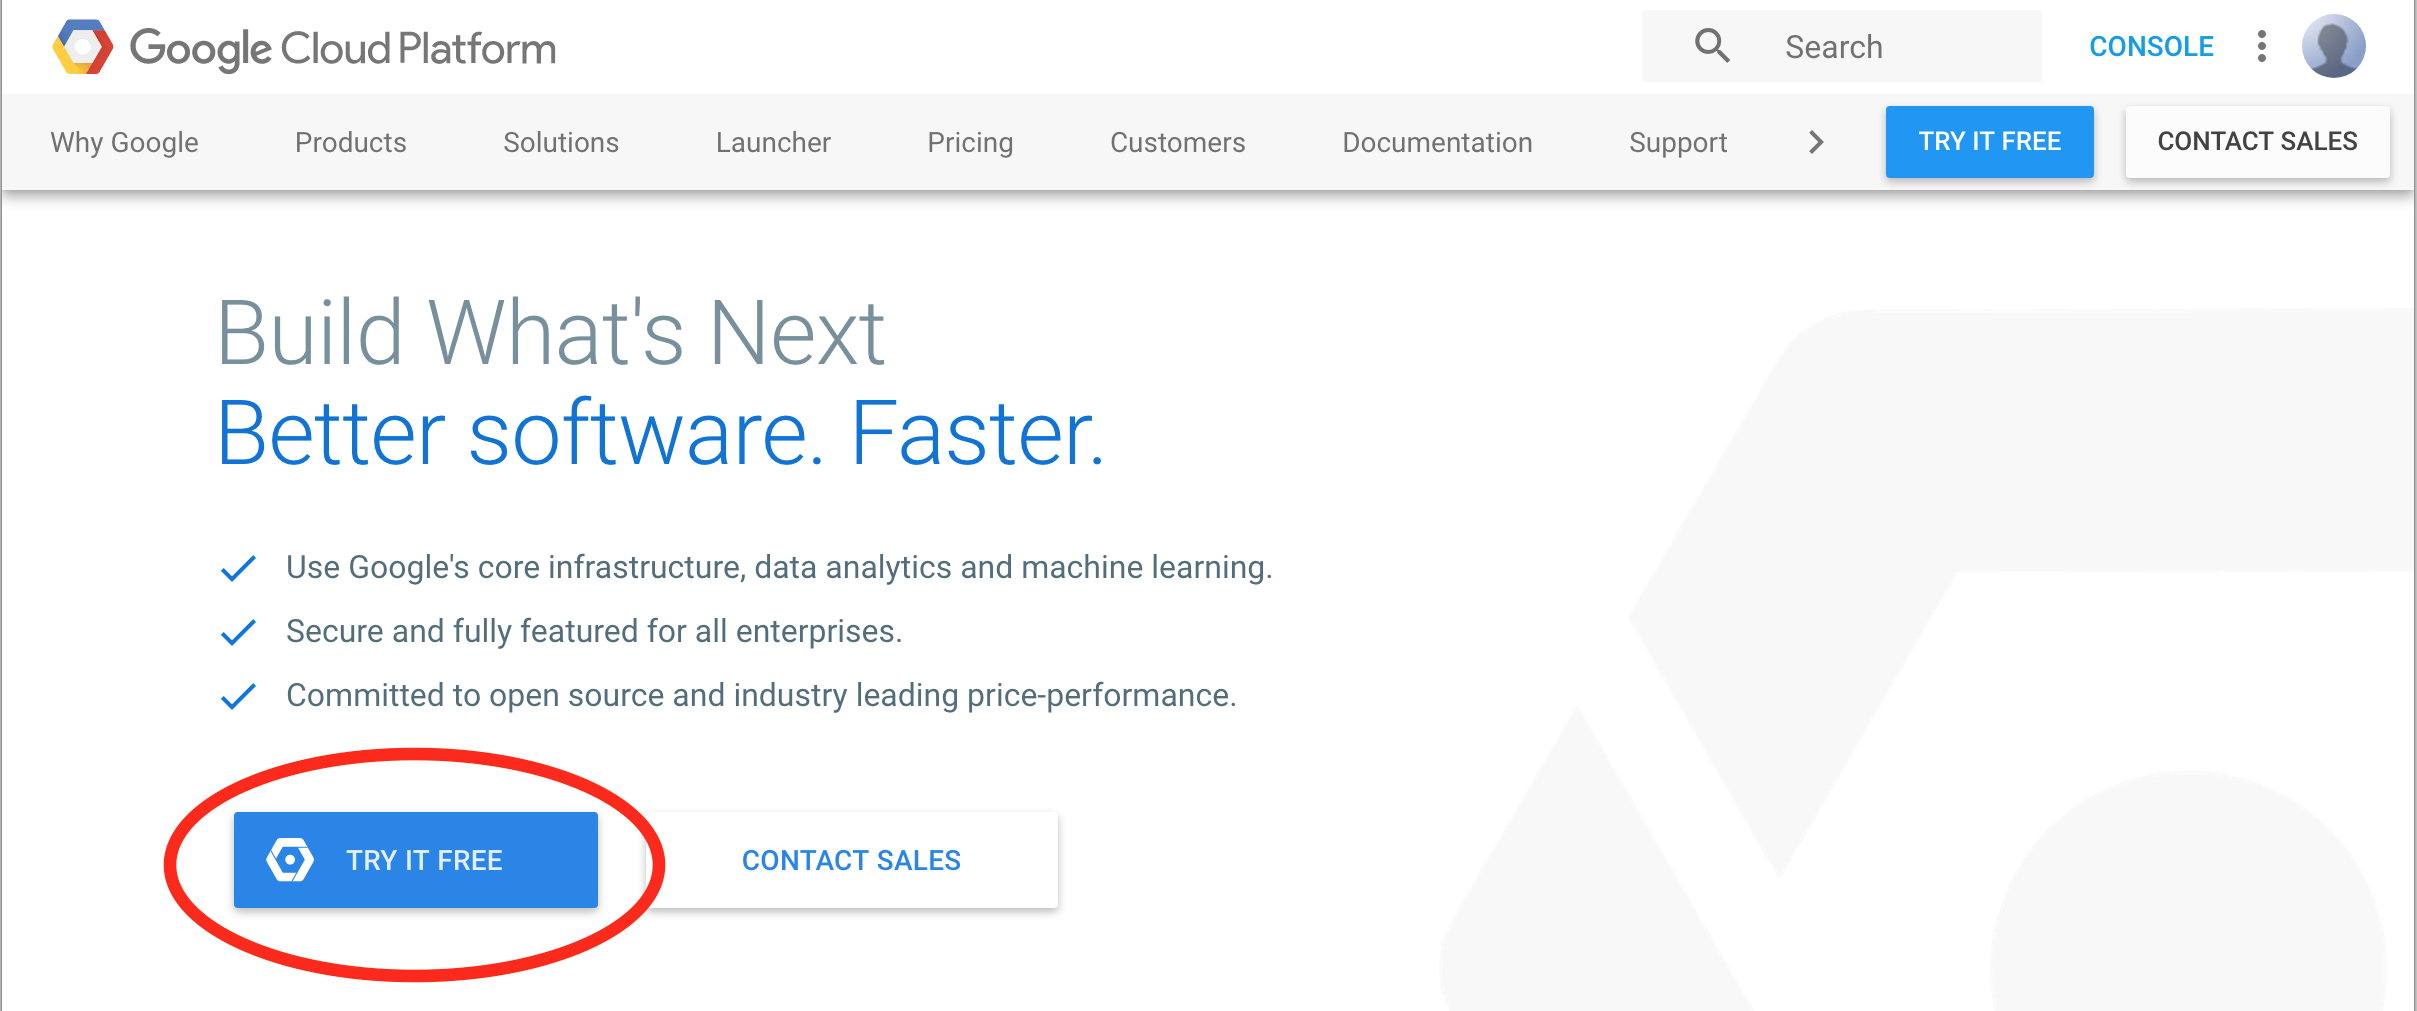 Google Cloud Platform
Search
CONSOLE
Why Google
Products
Solutions
Launcher
Pricing
Customers
Documentation
Support
TRY IT FREE
CONTACT SALES
Build What's Next
Better software. Faster.
Use Google's core infrastructure, data analytics and machine learning.
Secure and fully featured for all enterprises.
Committed to open source and industry leading price-performance.
TRY IT FREE
CONTACT SALES